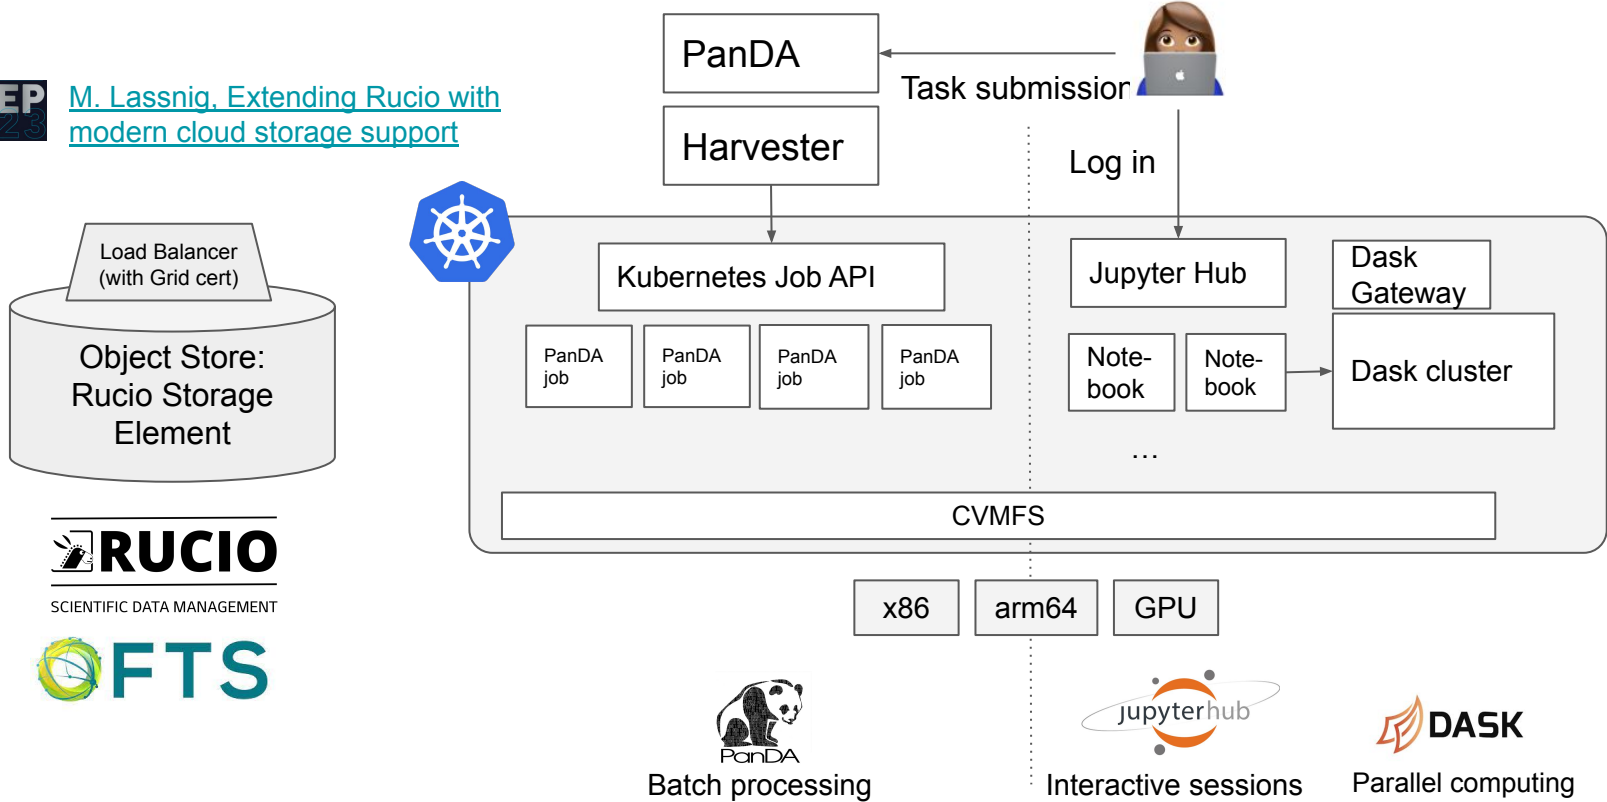 PanDA
Task submission
EP
23
M. Lassnig, Extending Rucio with
modern cloud storage support
Harvester
Log in
Load Balancer
(with Grid cert)
Object Store:
Rucio Storage
Element
Kubernetes Job API
Jupyter Hub
Dask
Gateway
PanDA
job
PanDA
job
PanDA
job
PanDA
job
Note-
book
Note-
book
Dask cluster
...
CVMFS
RUCIO
SCIENTIFIC DATA MANAGEMENT
FTS
x86
arm64
GPU
PanDA
Batch processing
jupyterhub
Interactive sessions
DASK
Parallel computing